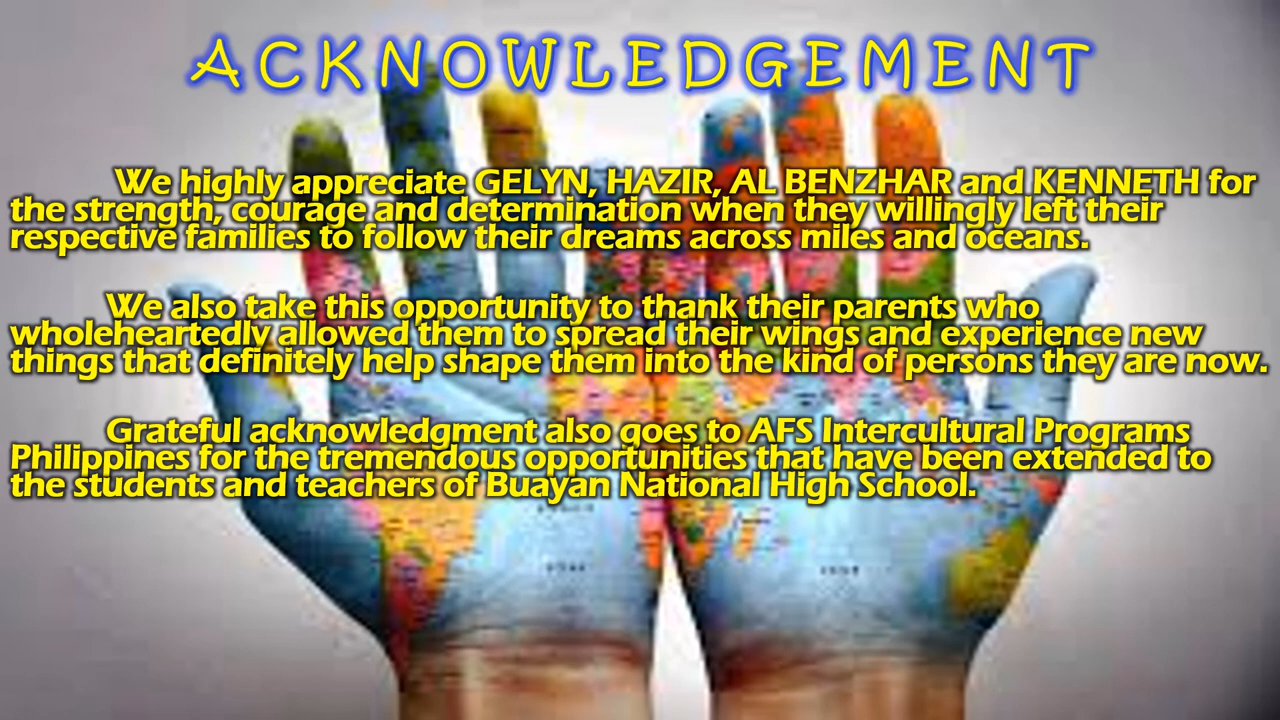 ACKNOWLEDGEMENT
We highly appreciate GELYN, HAZIR, AL BENZHAR and KENNETH for
the strength, courage and determination when they willingly left their
respective families to follow their dreams across miles and oceans.
We also take this opportunity to thank their parents who
wholeheartedly allowed them to spread their wings and experience new
things that definitely help shape them into the kind of persons they are now.
Grateful acknowledgment also goes to AFS Intercultural Programs
Philippines for the tremendous opportunities that have been extended to
the students and teachers of Buayan National High School.